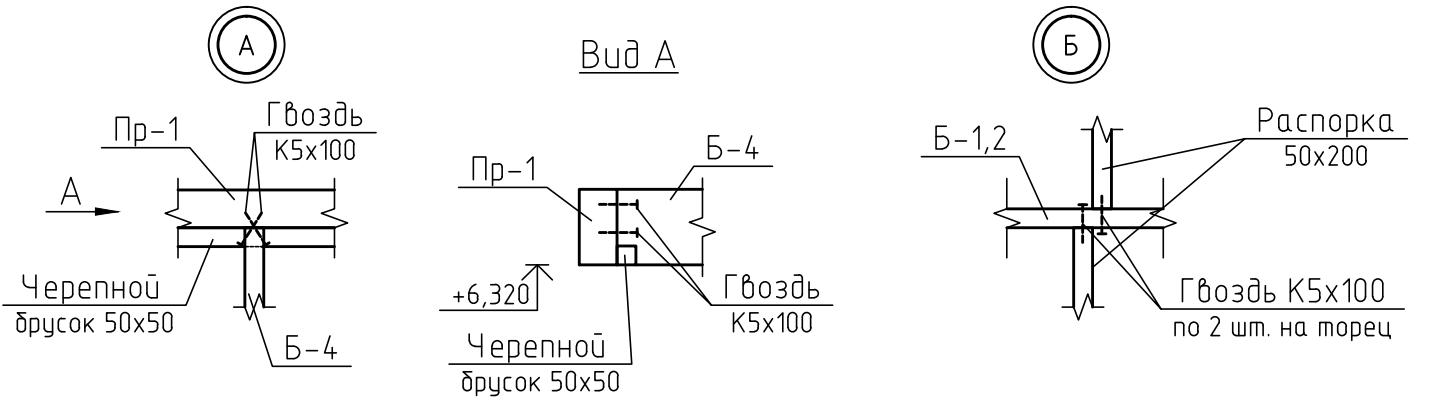 А
Гвоздь
К5х100
Пр-1
А
Черепной
брусок 50х50
Б-4
Вид А
Пр-1
Б-4
+6,320
Гвоздь
К5х100
Черепной
брусок 50х50
Б
Б-1,2
Распорка
50х200
Гвоздь К5х100
по 2 шт. на торец